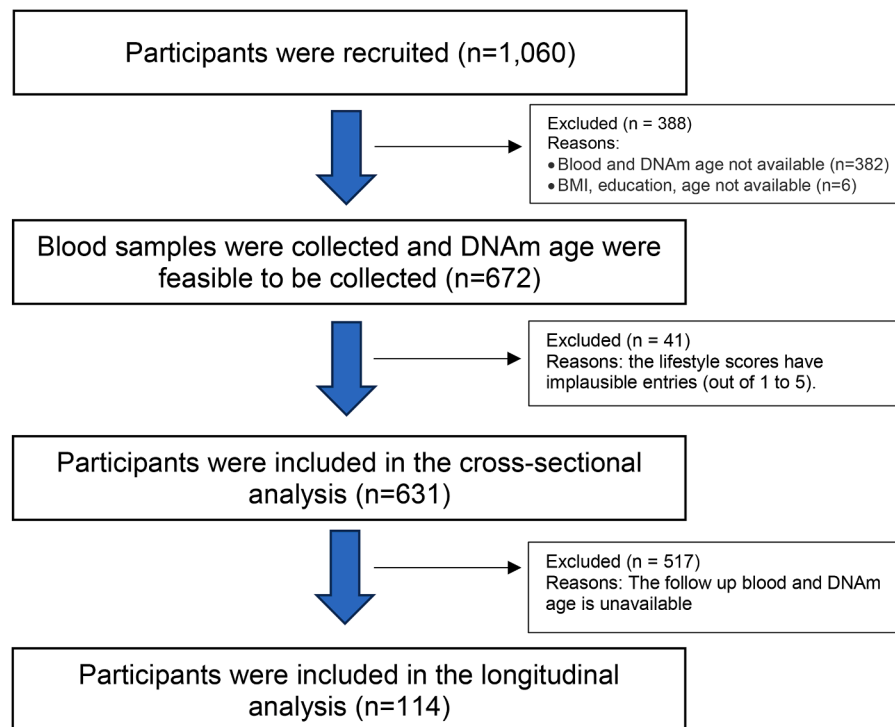 Participants were recruited (n=1,060)
Excluded (n = 388)
Reasons:
•Blood and DNAm age not available (n=382)
•BMI, education, age not available (n=6)
Blood samples were collected and DNAm age were
feasible to be collected (n=672)
Excluded (n = 41)
Reasons: the lifestyle scores have
implausible entries (out of 1 to 5).
Participants were included in the cross-sectional
analysis (n=631)
Excluded (n = 517)
Reasons: The follow up blood and DNAm
age is unavailable
Participants were included in the longitudinal
analysis (n=114)